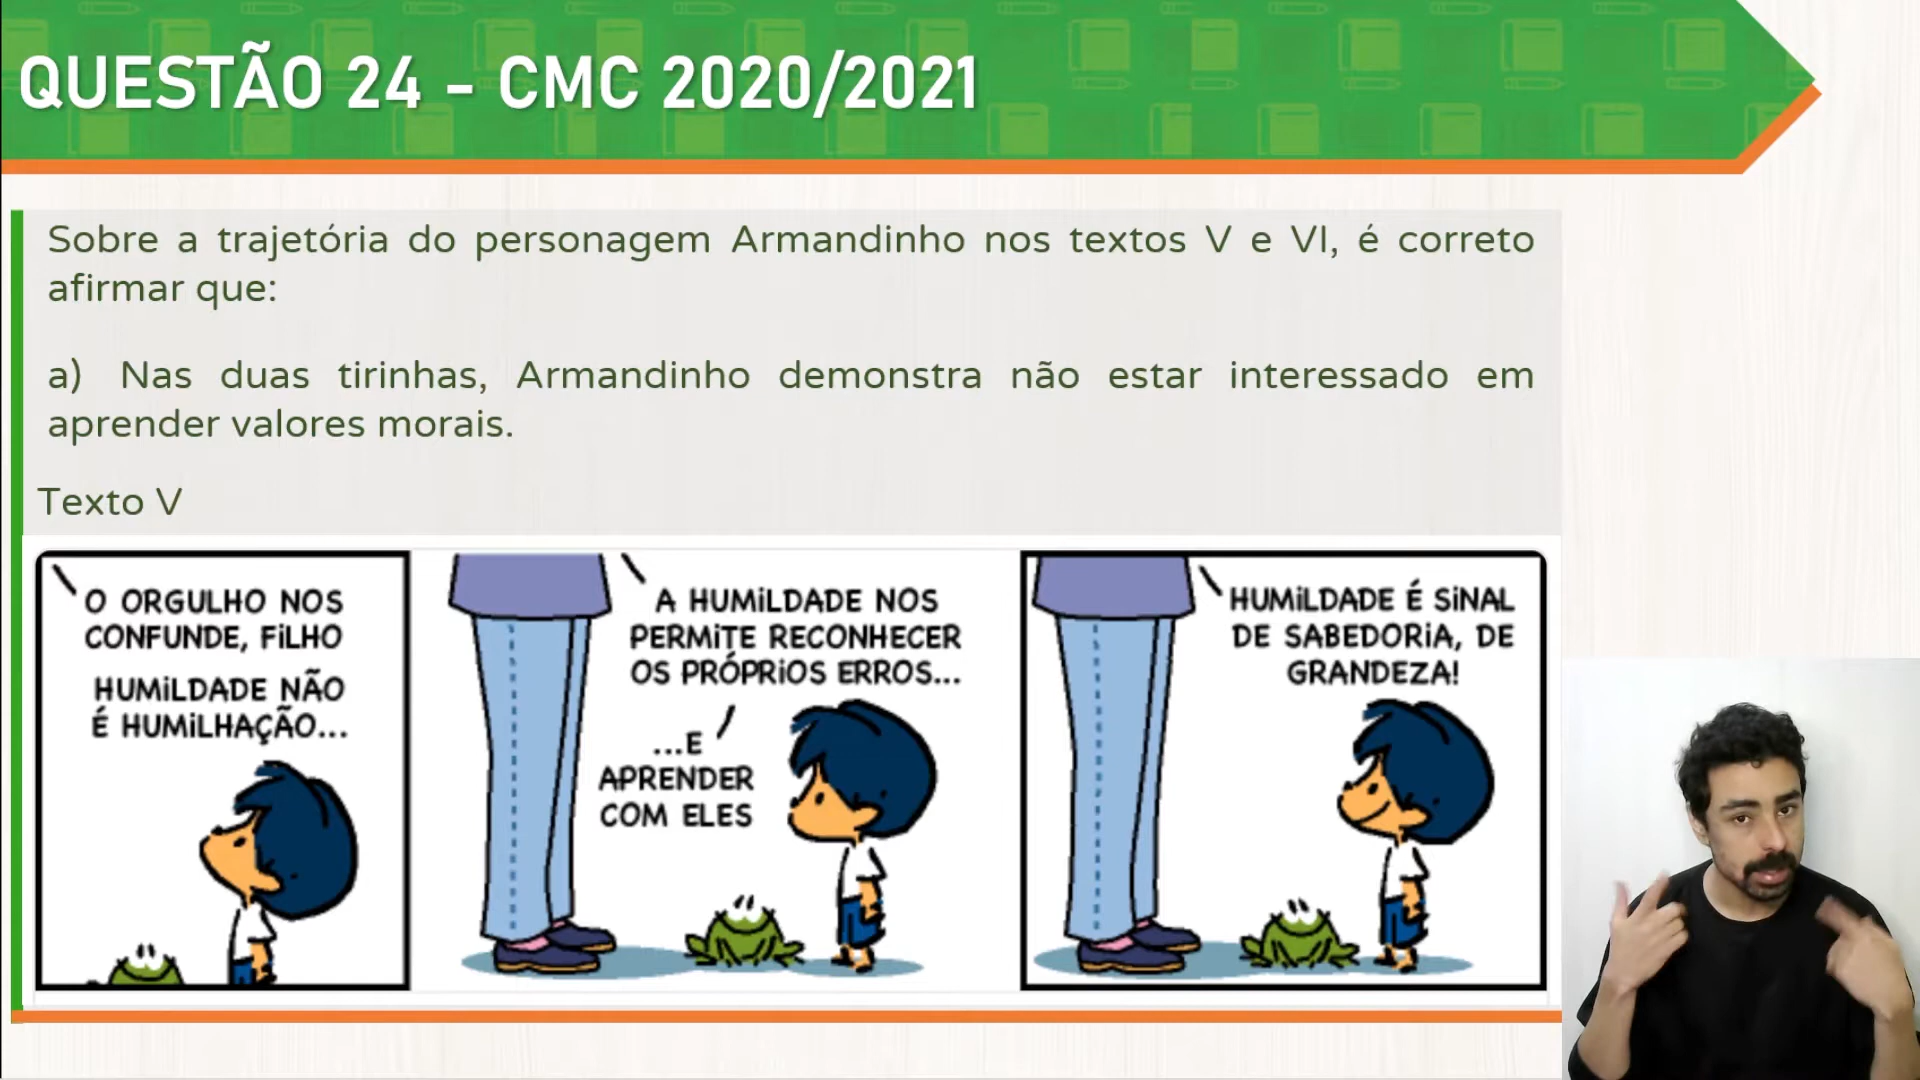 QUESTÃO 24 - CMC 2020/2021
Sobre a trajetória do personagem Armandinho nos textos V e VI, é correto
afirmar que:
a) Nas duas tirinhas, Armandinho demonstra não estar interessado em
aprender valores morais.
Texto V
O ORGULHO NOS
CONFUNDE, FiLHO
HUMiLDADE NÃO
É HUMiLHAÇÃO...
A HUMiLDADE NOS
PERMiTE RECONHECER
OS PRÓPRiOS ERROS...
...E
APRENDER
COM ELES
HUMiLDADE É SiNAL
DE SABEDORiA, DE
GRANDEZA!